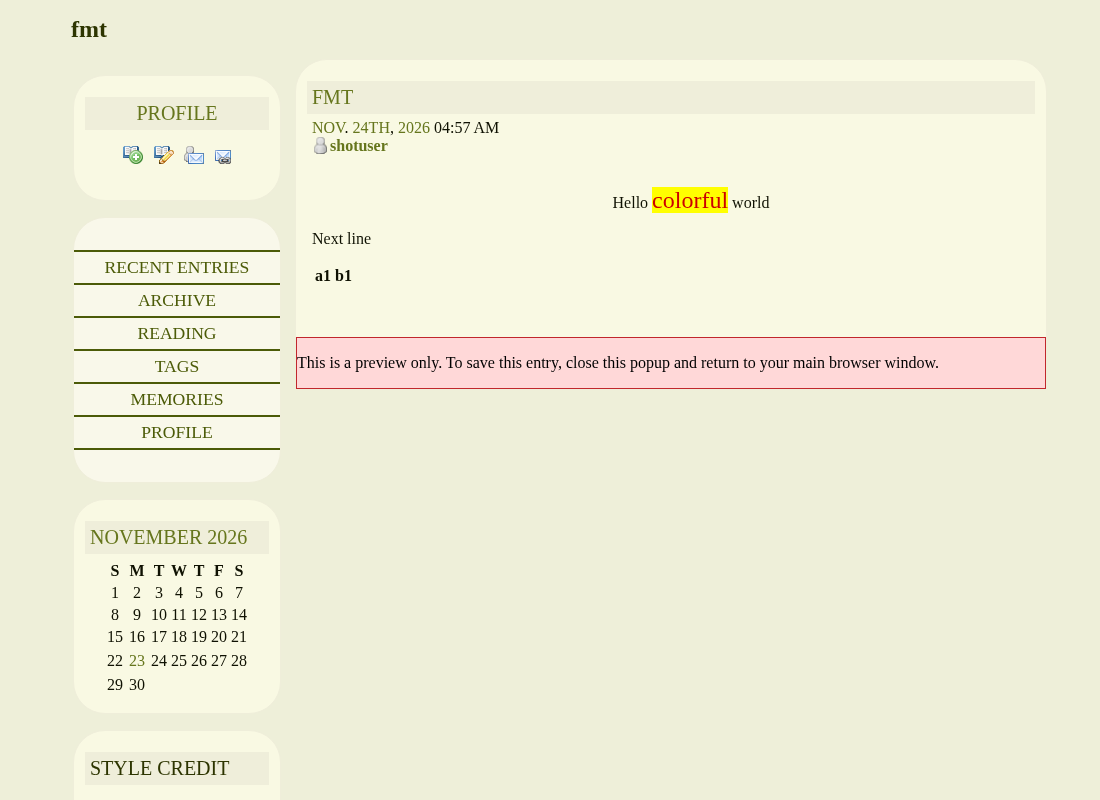 fmt
PROFILE
RECENT ENTRIES
ARCHIVE
READING
TAGS
MEMORIES
PROFILE
NOVEMBER 2026
S M T W T F S
1 2 3 4 5 6 7
8 9 10 11 12 13 14
15 16 17 18 19 20 21
22 23 24 25 26 27 28
29 30
STYLE CREDIT
FMT
NOV. 24TH, 2026 04:57 AM
shotuser
Hello colorful world
Next line
a1 b1
This is a preview only. To save this entry, close this popup and return to your main browser window.